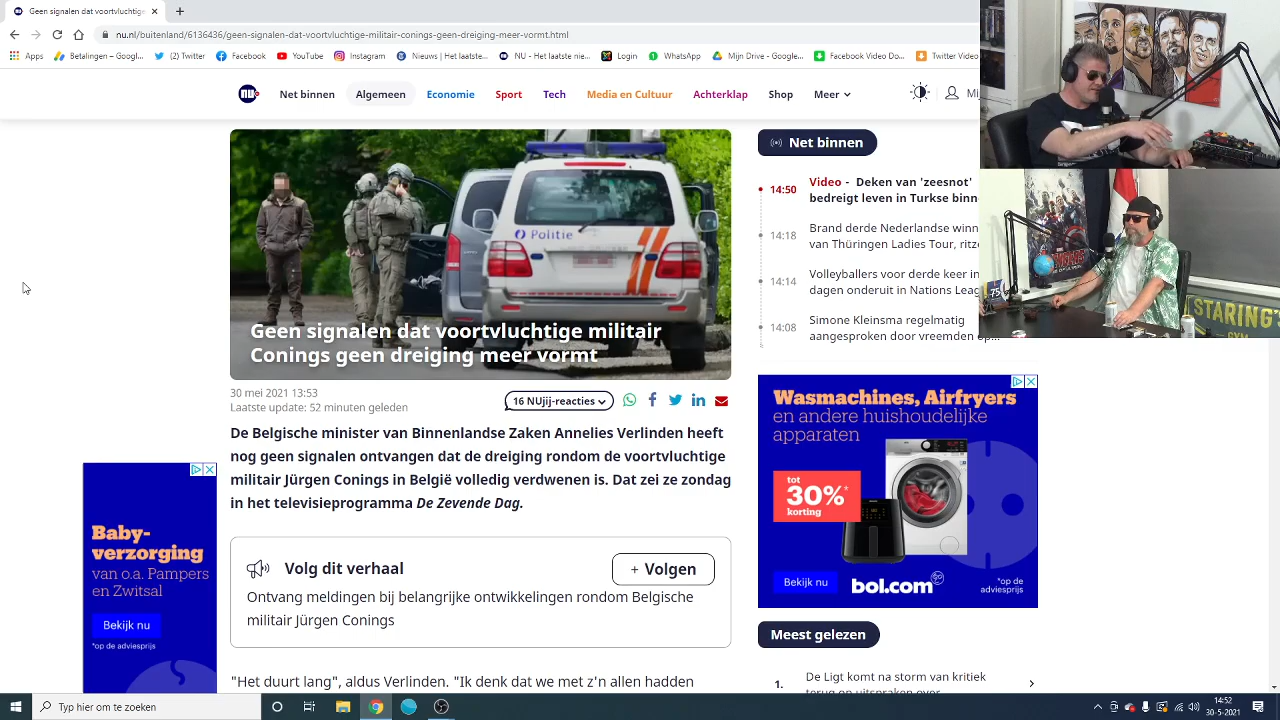 Geen signalen dat voortvluchtig
nu.nl/buitenland/6136436/geen-signalen-dat-voortvluchtige-militair-conings-geen-dreiging-meer-vormt.html
Apps
Betalingen – Googl...
(2) Twitter
Facebook
YouTube
Instagram
Nieuws | Het laatste...
NU - Het laatste nie...
Login
WhatsApp
Mijn Drive - Google...
Facebook Video Do...
Twitter Video
NU
Net binnen
Algemeen
Economie
Sport
Tech
Media en Cultuur
Achterklap
Shop
Meer
Politie
Geen signalen dat voortvluchtige militair
Conings geen dreiging meer vormt
30 mei 2021 13:53
Laatste update: 52 minuten geleden
16 NUjij-reacties
De Belgische minister van Binnenlandse Zaken Annelies Verlinden heeft
nog geen signalen ontvangen dat de dreiging rondom de voortvluchtige
militair Jürgen Conings in België volledig verdwenen is. Dat zei ze zondag
in het televisieprogramma De Zevende Dag.
Volg dit verhaal
+ Volgen
Ontvang meldingen bij belangrijke ontwikkelingen rondom Belgische
militair Jürgen Conings
"Het duurt lang", aldus Verlinden. "Ik denk dat we met z'n allen hadden
Net binnen
14:50
Video - Deken van 'zeesnot'
bedreigt leven in Turkse binn
14:18
Brand derde Nederlandse winn
van Thüringen Ladies Tour, ritze
14:14
Volleyballers voor derde keer in
dagen onderuit in Nations Leag
14:08
Simone Kleinsma regelmatig
aangesproken door vreemden op...
Wasmachines, Airfryers
en andere huishoudelijke
apparaten
tot
30%*
korting
Bekijk nu
bol.com
*op de
adviesprijs
Meest gelezen
1.
De Ligt komt na storm van kritiek
terug op uitspraken over
Baby-
verzorging
van o.a. Pampers
en Zwitsal
Bekijk nu
*op de adviesprijs
STARING'S
GYM
75
Typ hier om te zoeken
14:52
30-5-2021